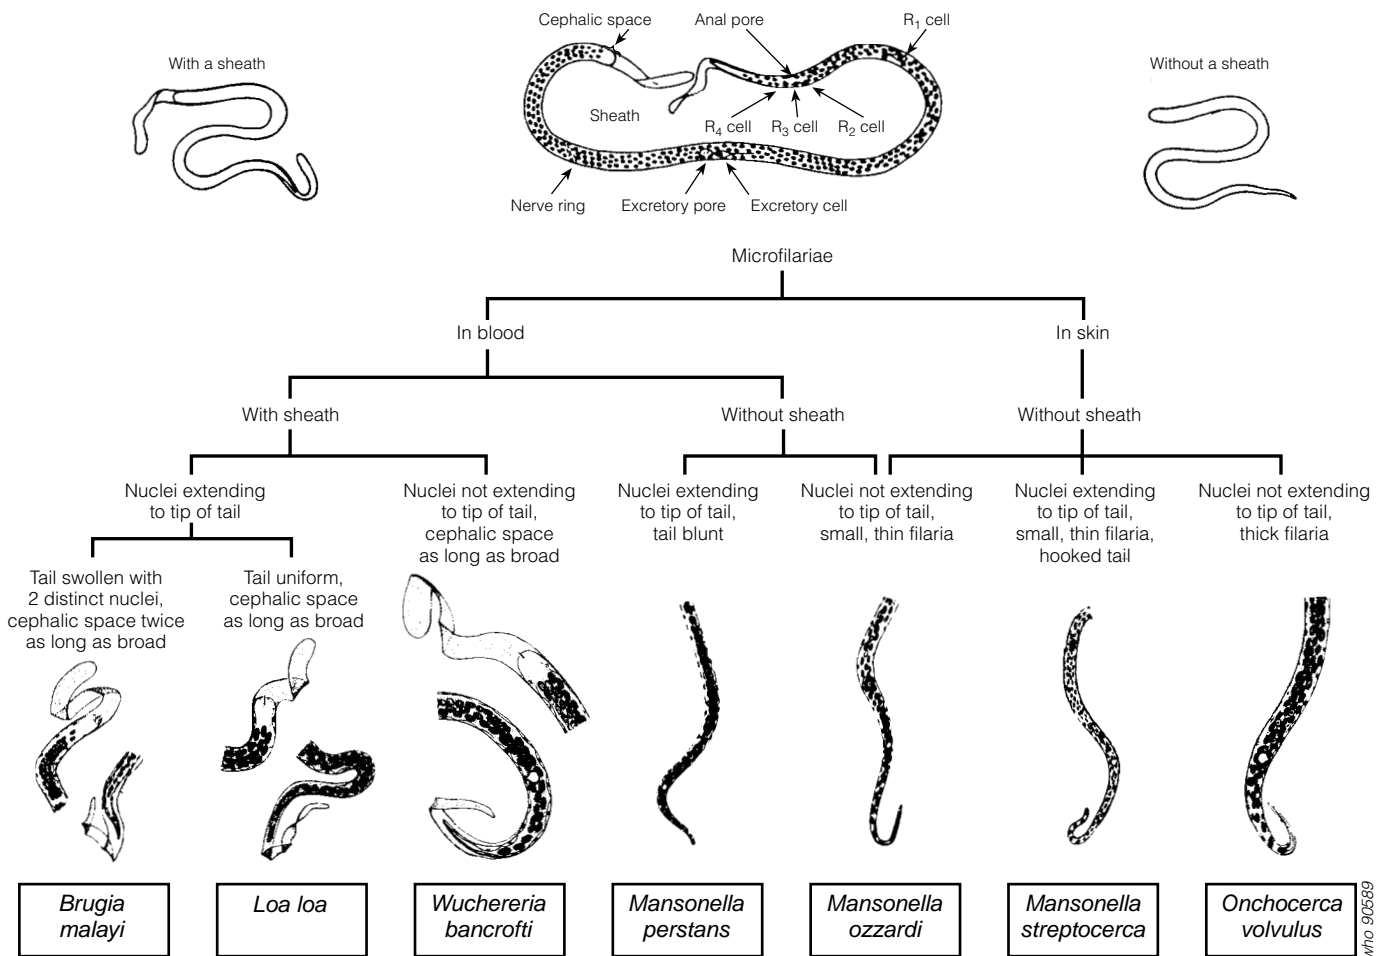 Cephalic space
Anal pore
R1 cell
With a sheath
Without a sheath
Sheath
R4 cell
R3 cell
R2 cell
Nerve ring
Excretory pore
Excretory cell
Microfilariae
In blood
In skin
With sheath
Without sheath
Without sheath
Nuclei extending
to tip of tail
Nuclei not extending
to tip of tail,
cephalic space
as long as broad
Nuclei extending
to tip of tail,
tail blunt
Nuclei not extending
to tip of tail,
small, thin filaria
Nuclei extending
to tip of tail,
small, thin filaria,
hooked tail
Nuclei not extending
to tip of tail,
thick filaria
Tail swollen with
2 distinct nuclei,
cephalic space twice
as long as broad
Tail uniform,
cephalic space
as long as broad
Brugia
malayi
Loa loa
Wuchereria
bancrofti
Mansonella
perstans
Mansonella
ozzardi
Mansonella
streptocerca
Onchocerca
volvulus
who 90589